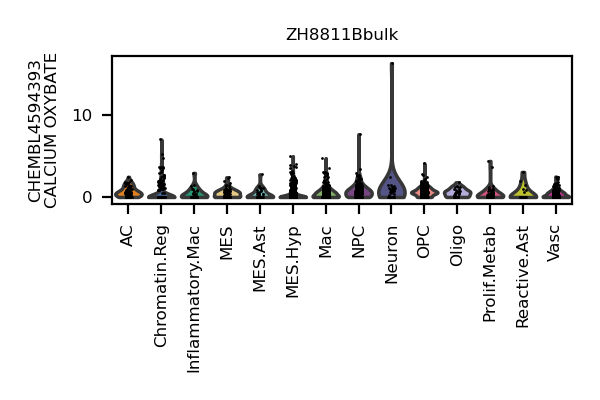 ZH8811Bbulk
CHEMBL4594393
CALCIUM OXYBATE
10
0
AC
Chromatin.Reg
Inflammatory.Mac
MES
MES.Ast
MES.Hyp
Mac
NPC
Neuron
OPC
Oligo
Prolif.Metab
Reactive.Ast
Vasc